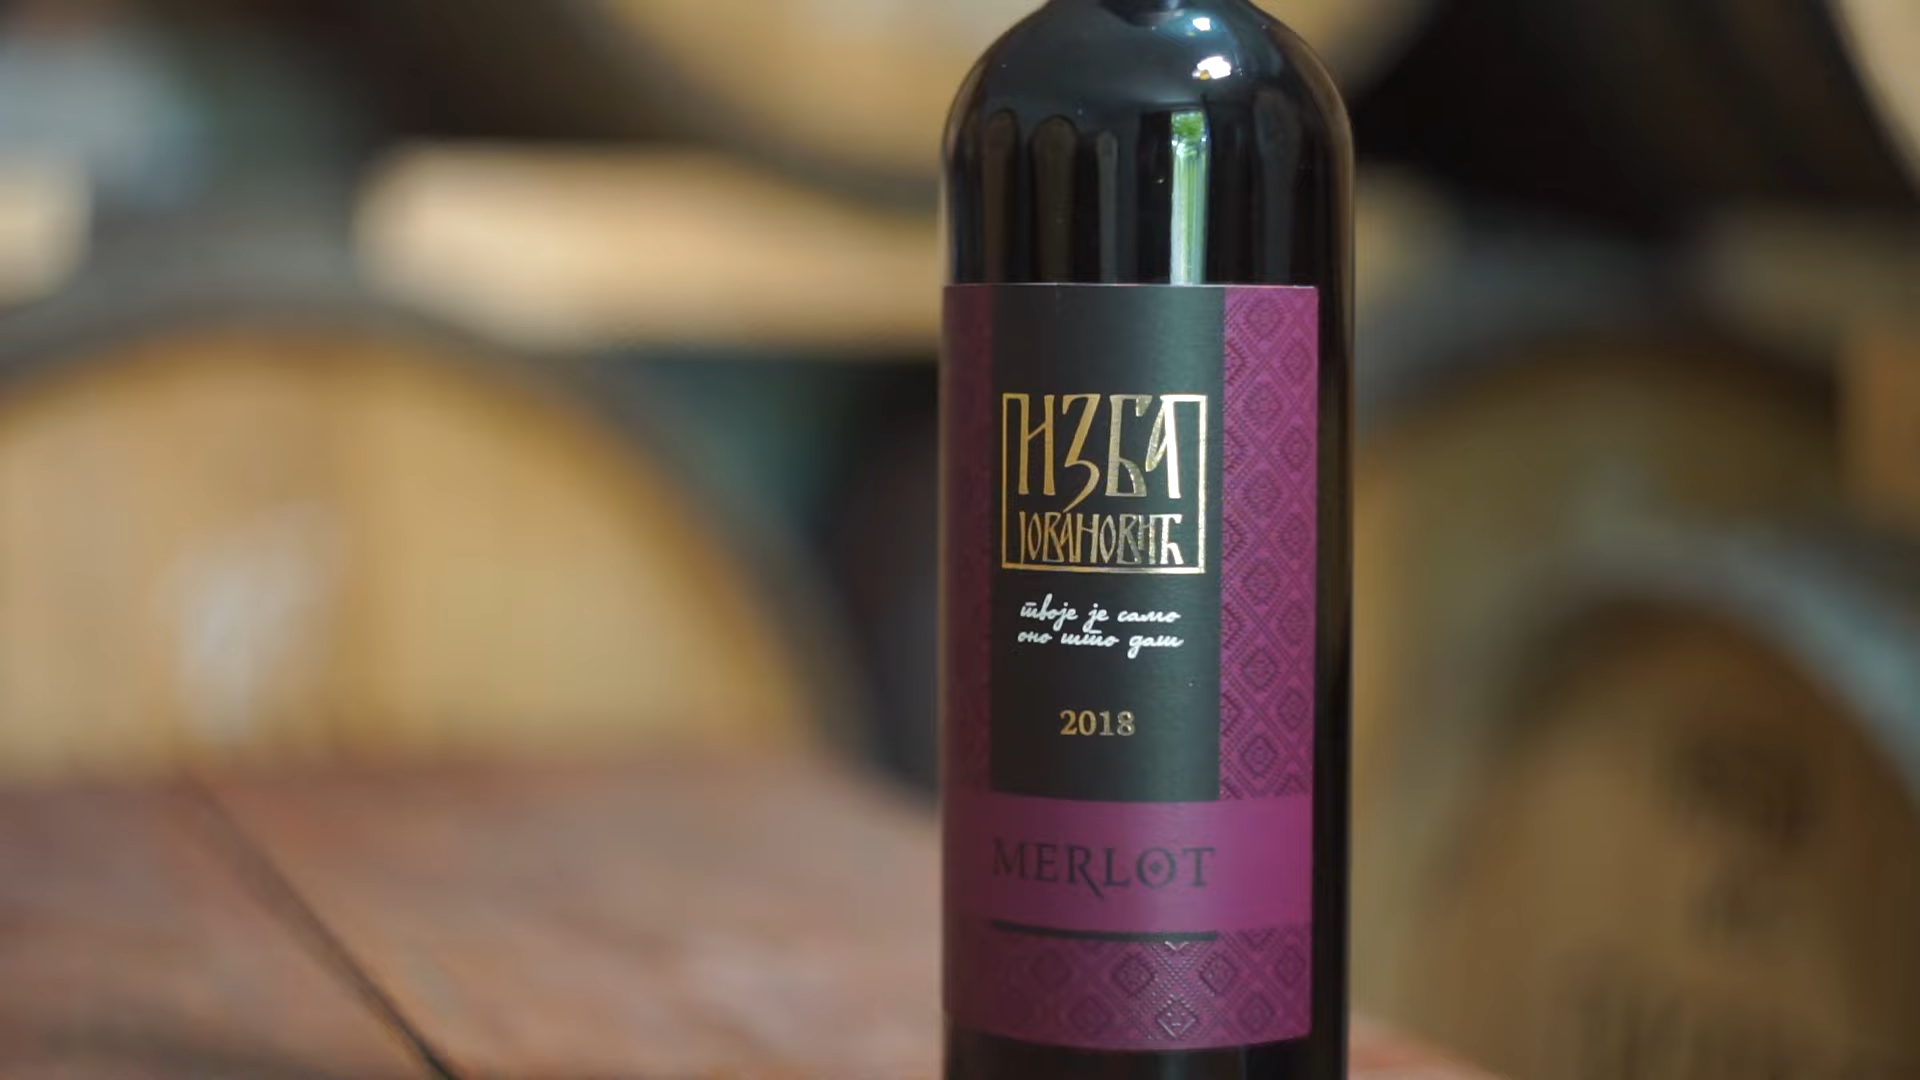 ИЗБА
ЈОВАНОВИЋ
твоје је само
оно што даш
2018
MERLOT